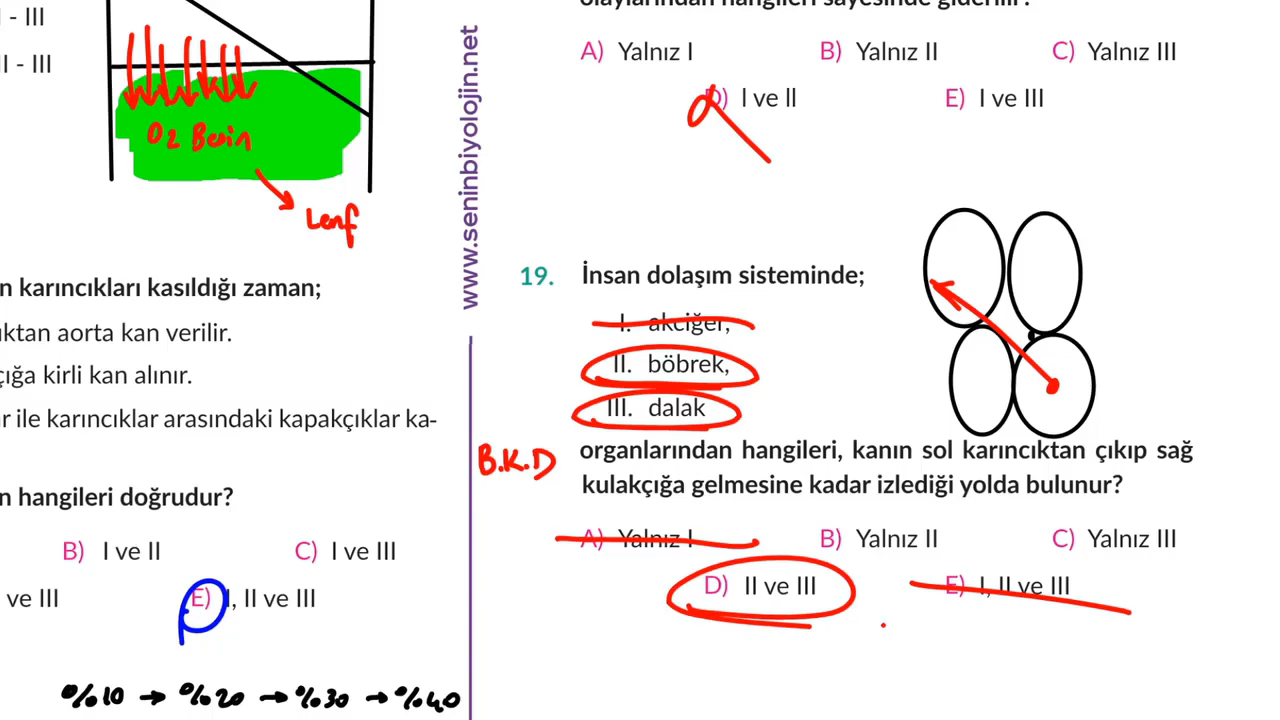 I - III
II - III
O2 Besin
Lenf
n karıncıkları kasıldığı zaman;
ıktan aorta kan verilir.
çığa kirli kan alınır.
ar ile karıncıklar arasındaki kapakçıklar ka-
n hangileri doğrudur?
B) I ve II
C) I ve III
ve III
E) I, II ve III
%10 → %20 → %30 → %40
www.seninbiyolojin.net
olaylarından hangileri sayesinde giderilir?
A) Yalnız I
B) Yalnız II
C) Yalnız III
D) I ve II
E) I ve III
19. İnsan dolaşım sisteminde;
I. akciğer,
II. böbrek,
III. dalak
B.K.D
organlarından hangileri, kanın sol karıncıktan çıkıp sağ
kulakçığa gelmesine kadar izlediği yolda bulunur?
A) Yalnız I
B) Yalnız II
C) Yalnız III
D) II ve III
E) I, II ve III